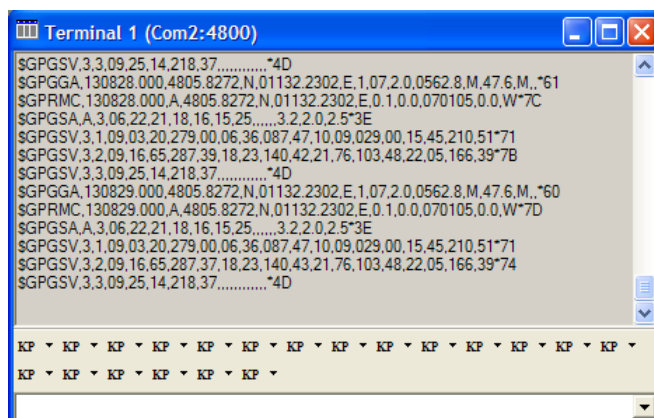 Terminal 1 (Com2:4800)
$GPGSV,3,3,09,25,14,218,37,,,,,,,,,,,,*4D
$GPGGA,130828.000,4805.8272,N,01132.2302,E,1,07,2.0,0562.8,M,47.6,M,,*61
$GPRMC,130828.000,A,4805.8272,N,01132.2302,E,0.1,0.0,070105,0.0,W*7C
$GPGSA,A,3,06,22,21,18,16,15,25,,,,,,3.2,2.0,2.5*3E
$GPGSV,3,1,09,03,20,279,00,06,36,087,47,10,09,029,00,15,45,210,51*71
$GPGSV,3,2,09,16,65,287,39,18,23,140,42,21,76,103,48,22,05,166,39*7B
$GPGSV,3,3,09,25,14,218,37,,,,,,,,,,,,*4D
$GPGGA,130829.000,4805.8272,N,01132.2302,E,1,07,2.0,0562.8,M,47.6,M,,*60
$GPRMC,130829.000,A,4805.8272,N,01132.2302,E,0.1,0.0,070105,0.0,W*7D
$GPGSA,A,3,06,22,21,18,16,15,25,,,,,,3.2,2.0,2.5*3E
$GPGSV,3,1,09,03,20,279,00,06,36,087,47,10,09,029,00,15,45,210,51*71
$GPGSV,3,2,09,16,65,287,37,18,23,140,43,21,76,103,48,22,05,166,39*74
$GPGSV,3,3,09,25,14,218,37,,,,,,,,,,,,*4D
KP KP KP KP KP KP KP KP KP KP KP KP KP KP
KP KP KP KP KP KP